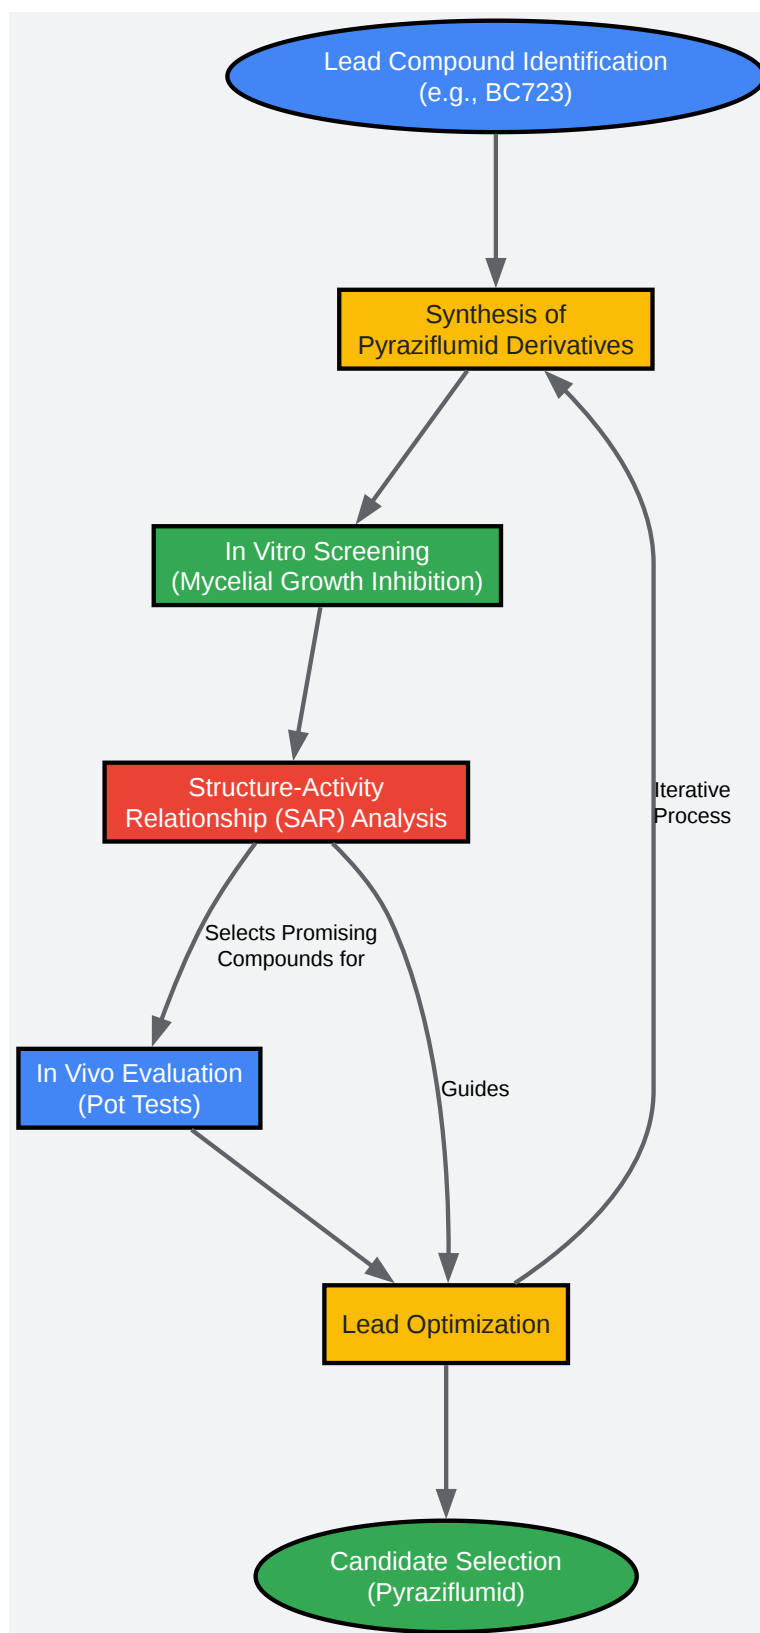 Lead Compound Identification
(e.g., BC723)
Synthesis of
Pyraziflumid Derivatives
In Vitro Screening
(Mycelial Growth Inhibition)
Structure-Activity
Relationship (SAR) Analysis
Iterative
Process
Selects Promising
Compounds for
In Vivo Evaluation
(Pot Tests)
Guides
Lead Optimization
Candidate Selection
(Pyraziflumid)